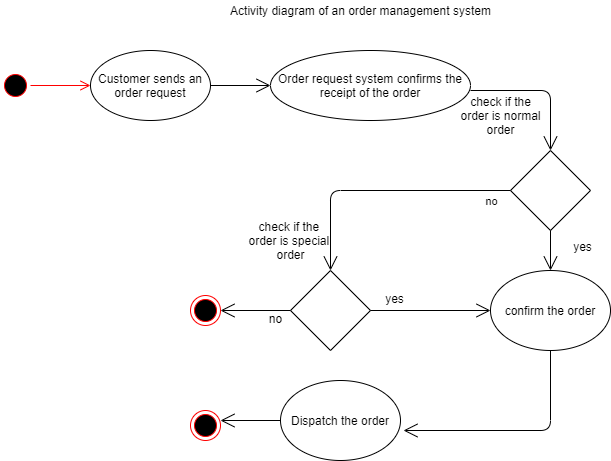 Activity diagram of an order management system
Customer sends an
order request
Order request system confirms the
receipt of the order
check if the
order is normal
order
no
yes
check if the
order is special
order
no
yes
confirm the order
Dispatch the order